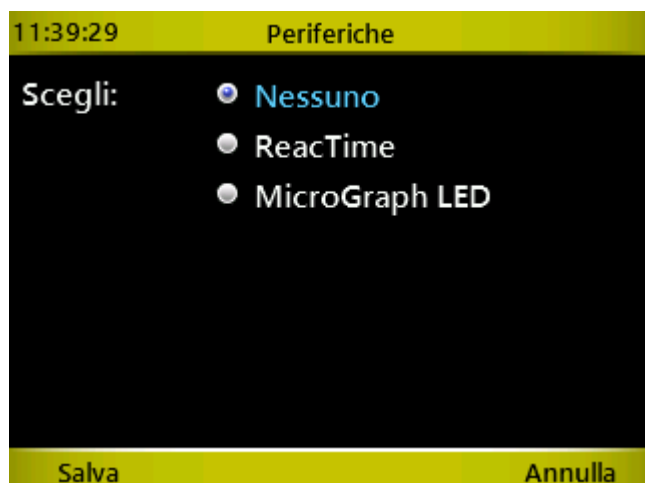 11:39:29 Periferiche
Scegli: Nessuno
ReacTime
MicroGraph LED
Salva Annulla